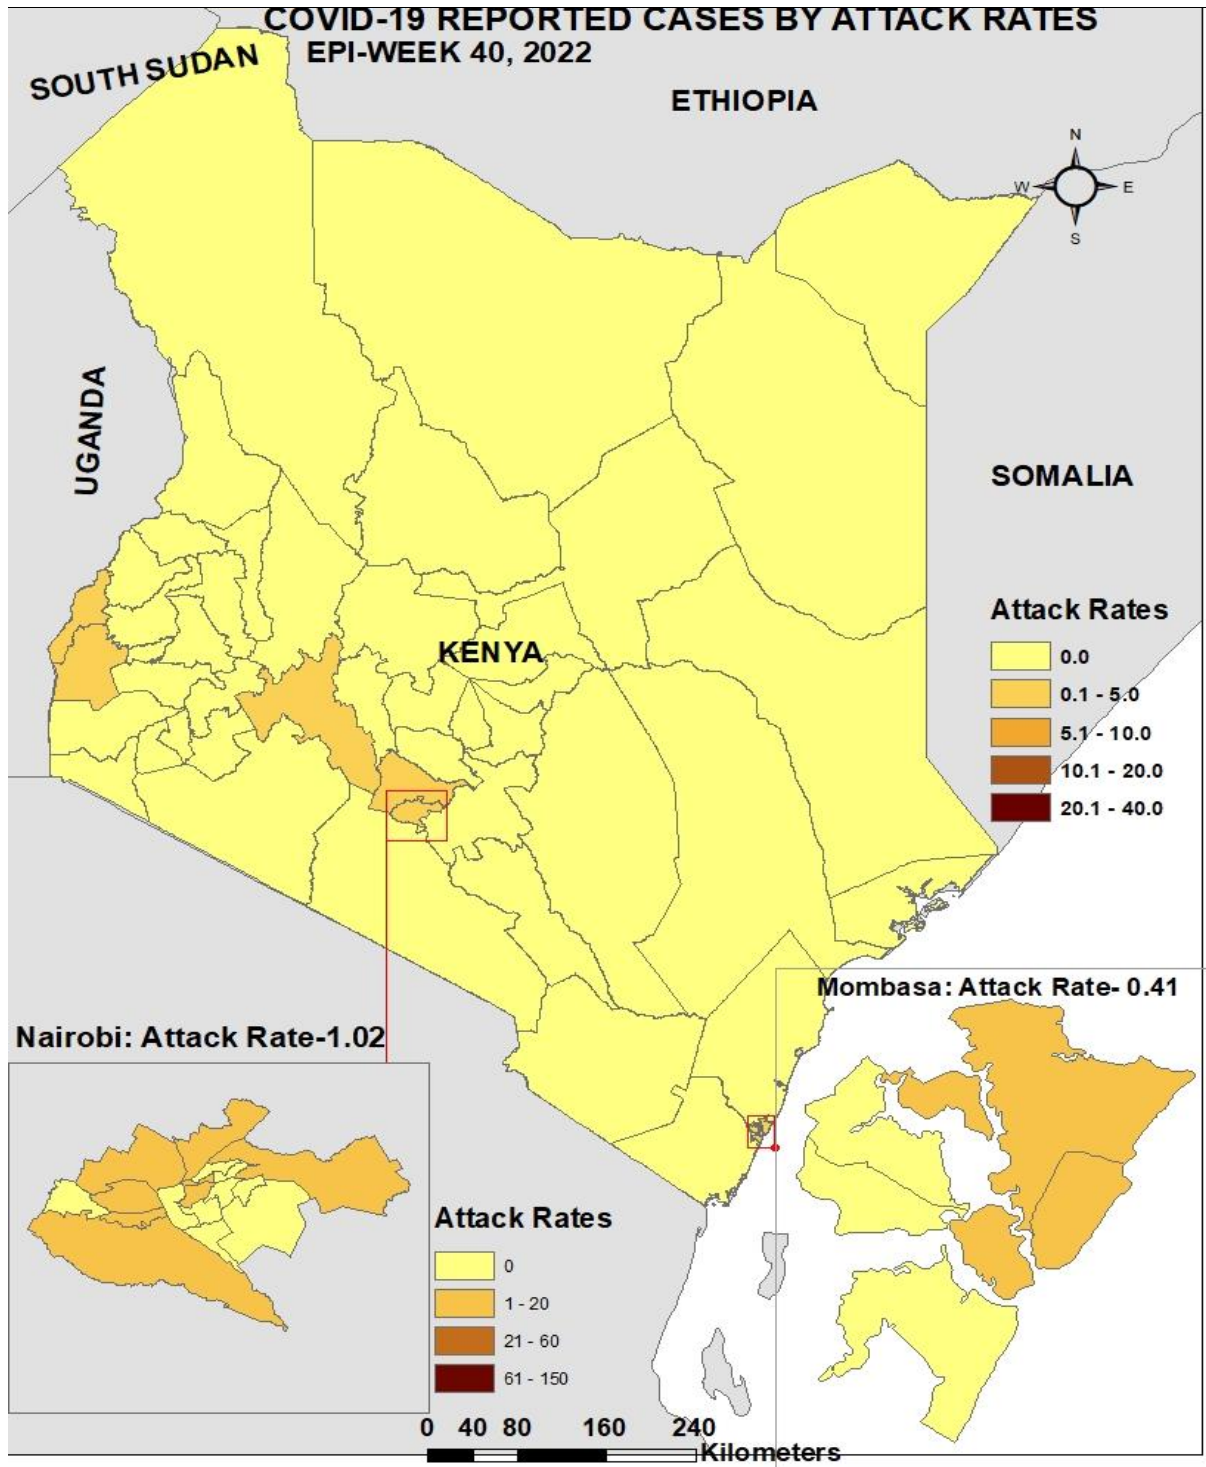 COVID-19 REPORTED CASES BY ATTACK RATES
EPI-WEEK 40, 2022
SOUTH SUDAN
ETHIOPIA
N
W
E
S
UGANDA
SOMALIA
KENYA
Attack Rates
0.0
0.1 - 5.0
5.1 - 10.0
10.1 - 20.0
20.1 - 40.0
Mombasa: Attack Rate- 0.41
Nairobi: Attack Rate-1.02
Attack Rates
0
1 - 20
21 - 60
61 - 150
0 40 80 160 240
Kilometers